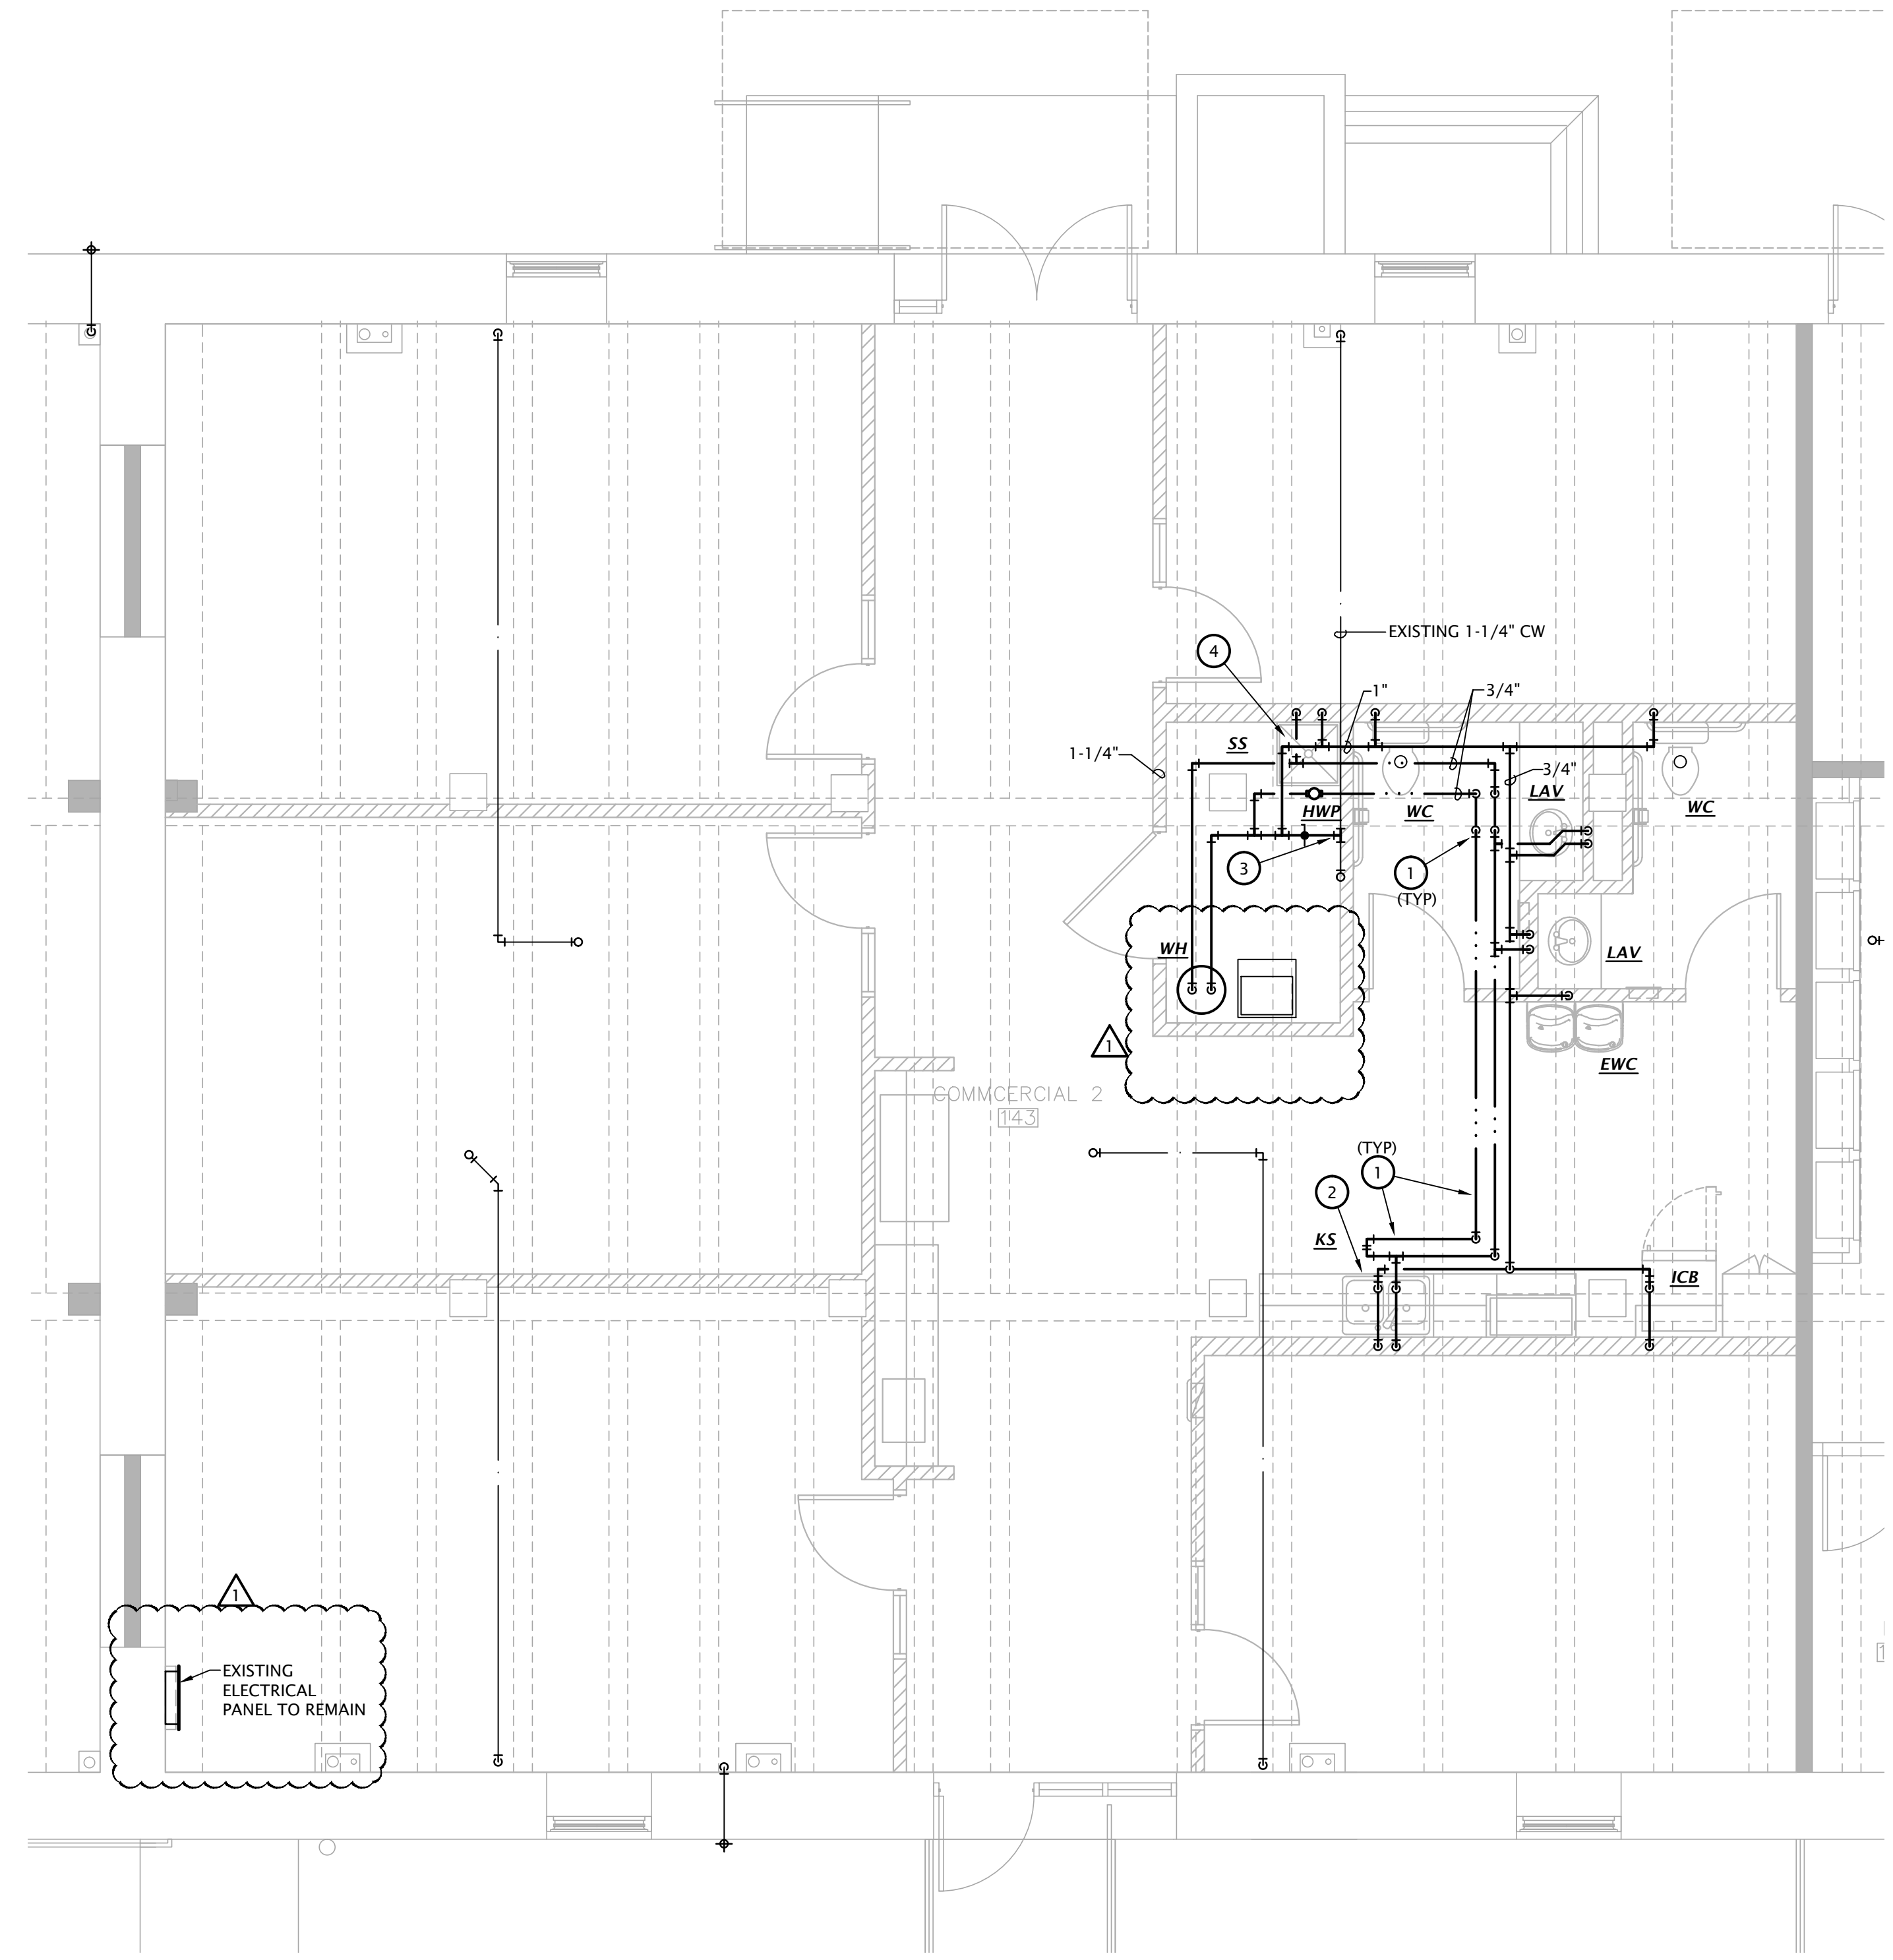 EXISTING 1-1/4" CW
4
1"
3/4"
SS
1-1/4"
3/4"
LAV
WC
HWP
WC
3
1
(TYP)
WH
LAV
1
EWC
COMMCERCIAL 2
143
(TYP)
1
2
KS
ICB
1
EXISTING
ELECTRICAL
PANEL TO REMAIN